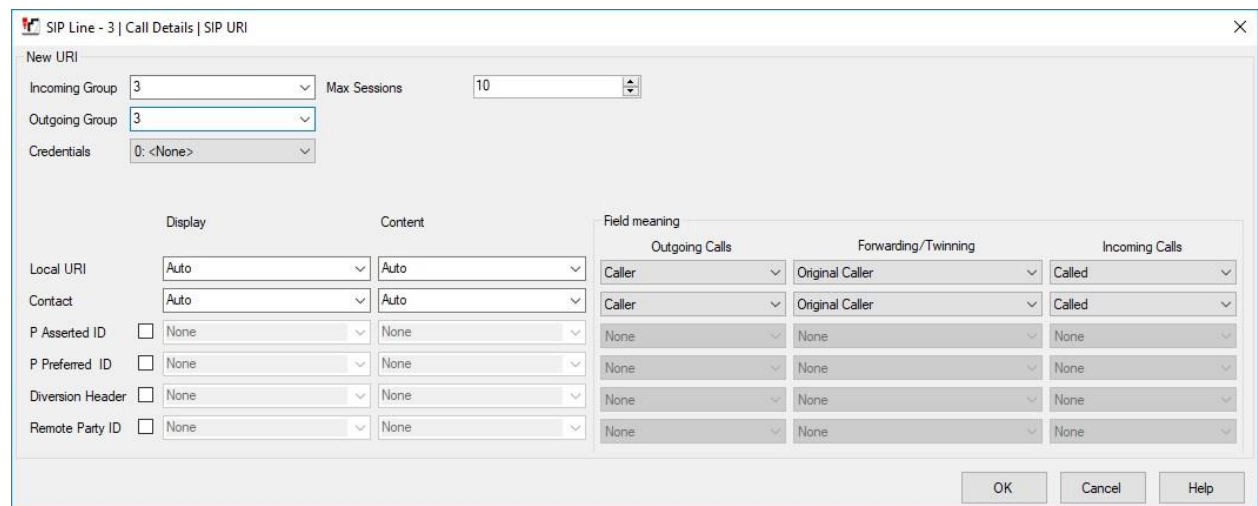 SIP Line - 3 | Call Details | SIP URI
New URI
Incoming Group 3 Max Sessions 10
Outgoing Group 3
Credentials 0: <None>
Display Content Field meaning
Outgoing Calls Forwarding/Twinning Incoming Calls
Local URI Auto Auto Caller Original Caller Called
Contact Auto Auto Caller Original Caller Called
P Asserted ID None None None None None
P Preferred ID None None None None None
Diversion Header None None None None None
Remote Party ID None None None None None
OK Cancel Help